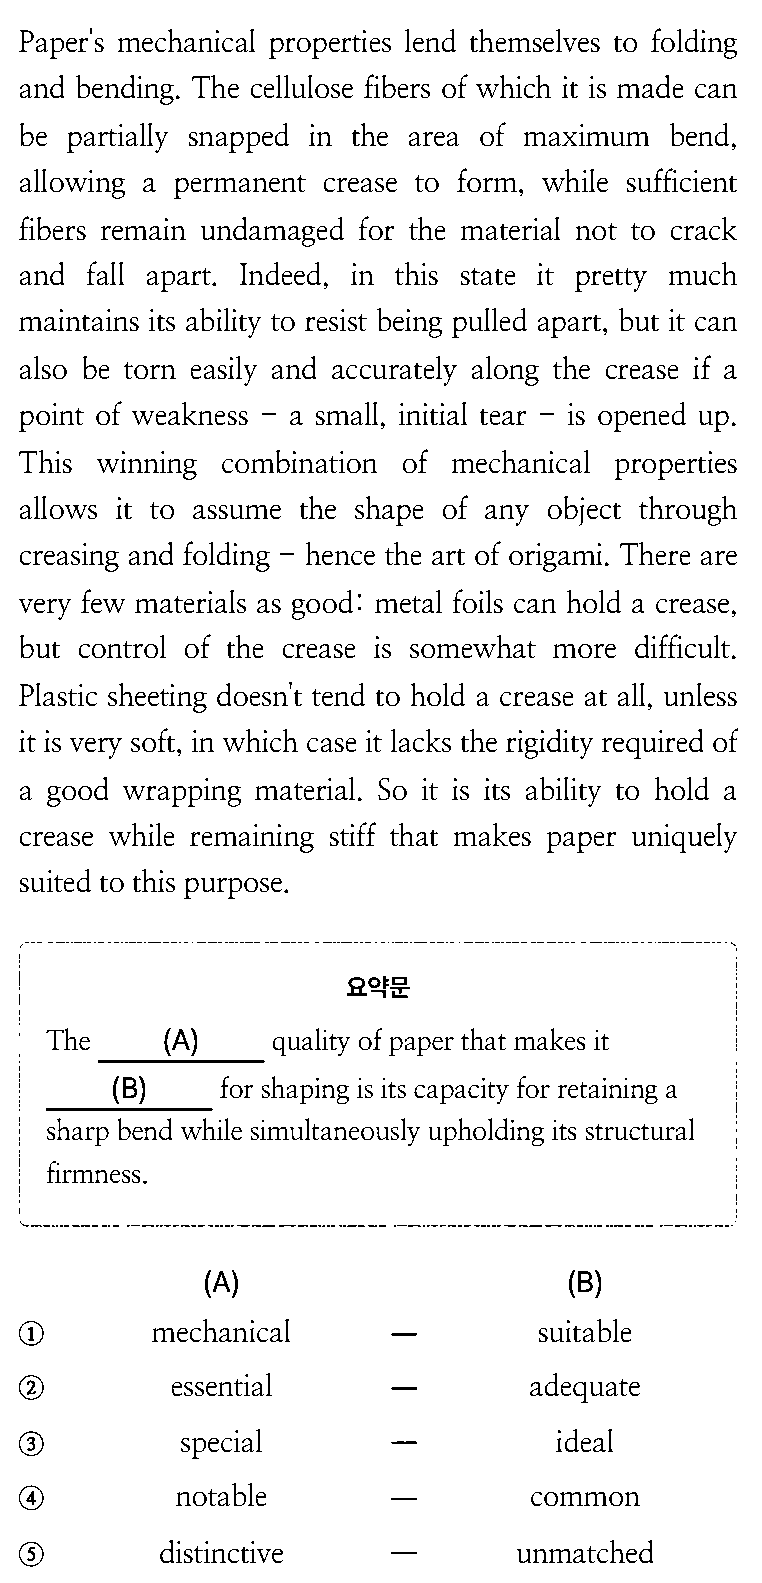 Paper's mechanical properties lend themselves to folding
and bending. The cellulose fibers of which it is made can
be partially snapped in the area of maximum bend,
allowing a permanent crease to form, while sufficient
fibers remain undamaged for the material not to crack
and fall apart. Indeed, in this state it pretty much
maintains its ability to resist being pulled apart, but it can
also be torn easily and accurately along the crease if a
point of weakness – a small, initial tear – is opened up.
This winning combination of mechanical properties
allows it to assume the shape of any object through
creasing and folding – hence the art of origami. There are
very few materials as good: metal foils can hold a crease,
but control of the crease is somewhat more difficult.
Plastic sheeting doesn't tend to hold a crease at all, unless
it is very soft, in which case it lacks the rigidity required of
a good wrapping material. So it is its ability to hold a
crease while remaining stiff that makes paper uniquely
suited to this purpose.
요약문
The (A) quality of paper that makes it
(B) for shaping is its capacity for retaining a
sharp bend while simultaneously upholding its structural
firmness.
(A) (B)
① mechanical — suitable
② essential — adequate
③ special — ideal
④ notable — common
⑤ distinctive — unmatched